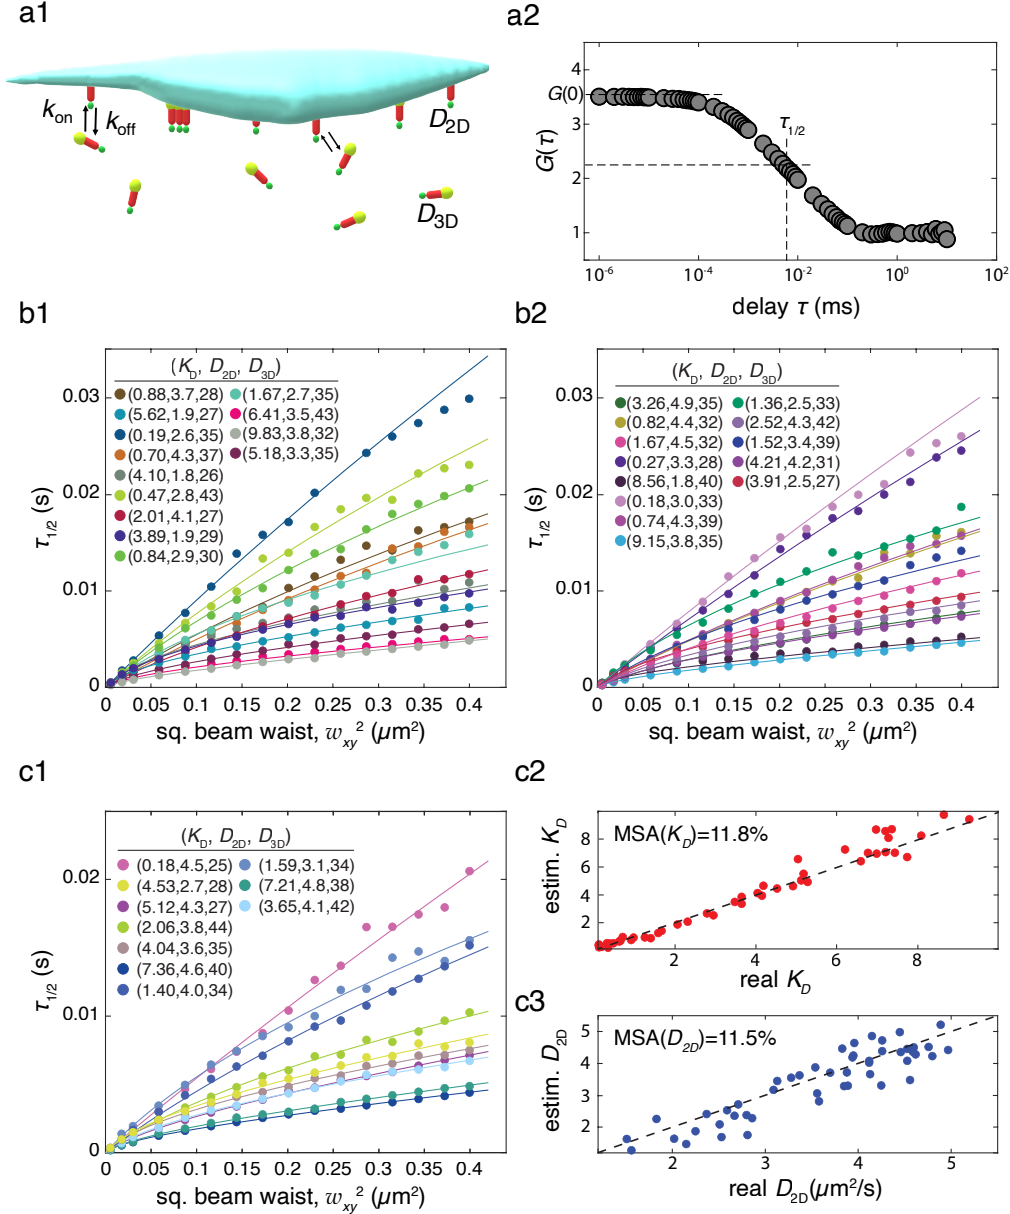 a1
k_on
k_off
D_2D
D_3D
a2
4
G(0)
3
2
1
G(τ)
τ_1/2
10^-6
10^-4
10^-2
10^0
10^2
delay τ (ms)
b1
(K_D, D_2D, D_3D)
(0.88,3.7,28)
(5.62,1.9,27)
(0.19,2.6,35)
(0.70,4.3,37)
(4.10,1.8,26)
(0.47,2.8,43)
(2.01,4.1,27)
(3.89,1.9,29)
(0.84,2.9,30)
(1.67,2.7,35)
(6.41,3.5,43)
(9.83,3.8,32)
(5.18,3.3,35)
0.03
0.02
0.01
0
τ_1/2 (s)
0 0.05 0.1 0.15 0.2 0.25 0.3 0.35 0.4
sq. beam waist, w_xy^2 (µm²)
b2
(K_D, D_2D, D_3D)
(3.26,4.9,35)
(0.82,4.4,32)
(1.67,4.5,32)
(0.27,3.3,28)
(8.56,1.8,40)
(0.18,3.0,33)
(0.74,4.3,39)
(9.15,3.8,35)
(1.36,2.5,33)
(2.52,4.3,42)
(1.52,3.4,39)
(4.21,4.2,31)
(3.91,2.5,27)
0.03
0.02
0.01
0
τ_1/2 (s)
0 0.05 0.1 0.15 0.2 0.25 0.3 0.35 0.4
sq. beam waist, w_xy^2 (µm²)
c1
(K_D, D_2D, D_3D)
(0.18,4.5,25)
(4.53,2.7,28)
(5.12,4.3,27)
(2.06,3.8,44)
(4.04,3.6,35)
(7.36,4.6,40)
(1.40,4.0,34)
(1.59,3.1,34)
(7.21,4.8,38)
(3.65,4.1,42)
0.02
0.01
0
τ_1/2 (s)
0 0.05 0.1 0.15 0.2 0.25 0.3 0.35 0.4
sq. beam waist, w_xy^2 (µm²)
c2
MSA(K_D)=11.8%
8
6
4
2
estim. K_D
2 4 6 8
real K_D
c3
MSA(D_2D)=11.5%
5
4
3
2
estim. D_2D
2 3 4 5
real D_2D(µm²/s)